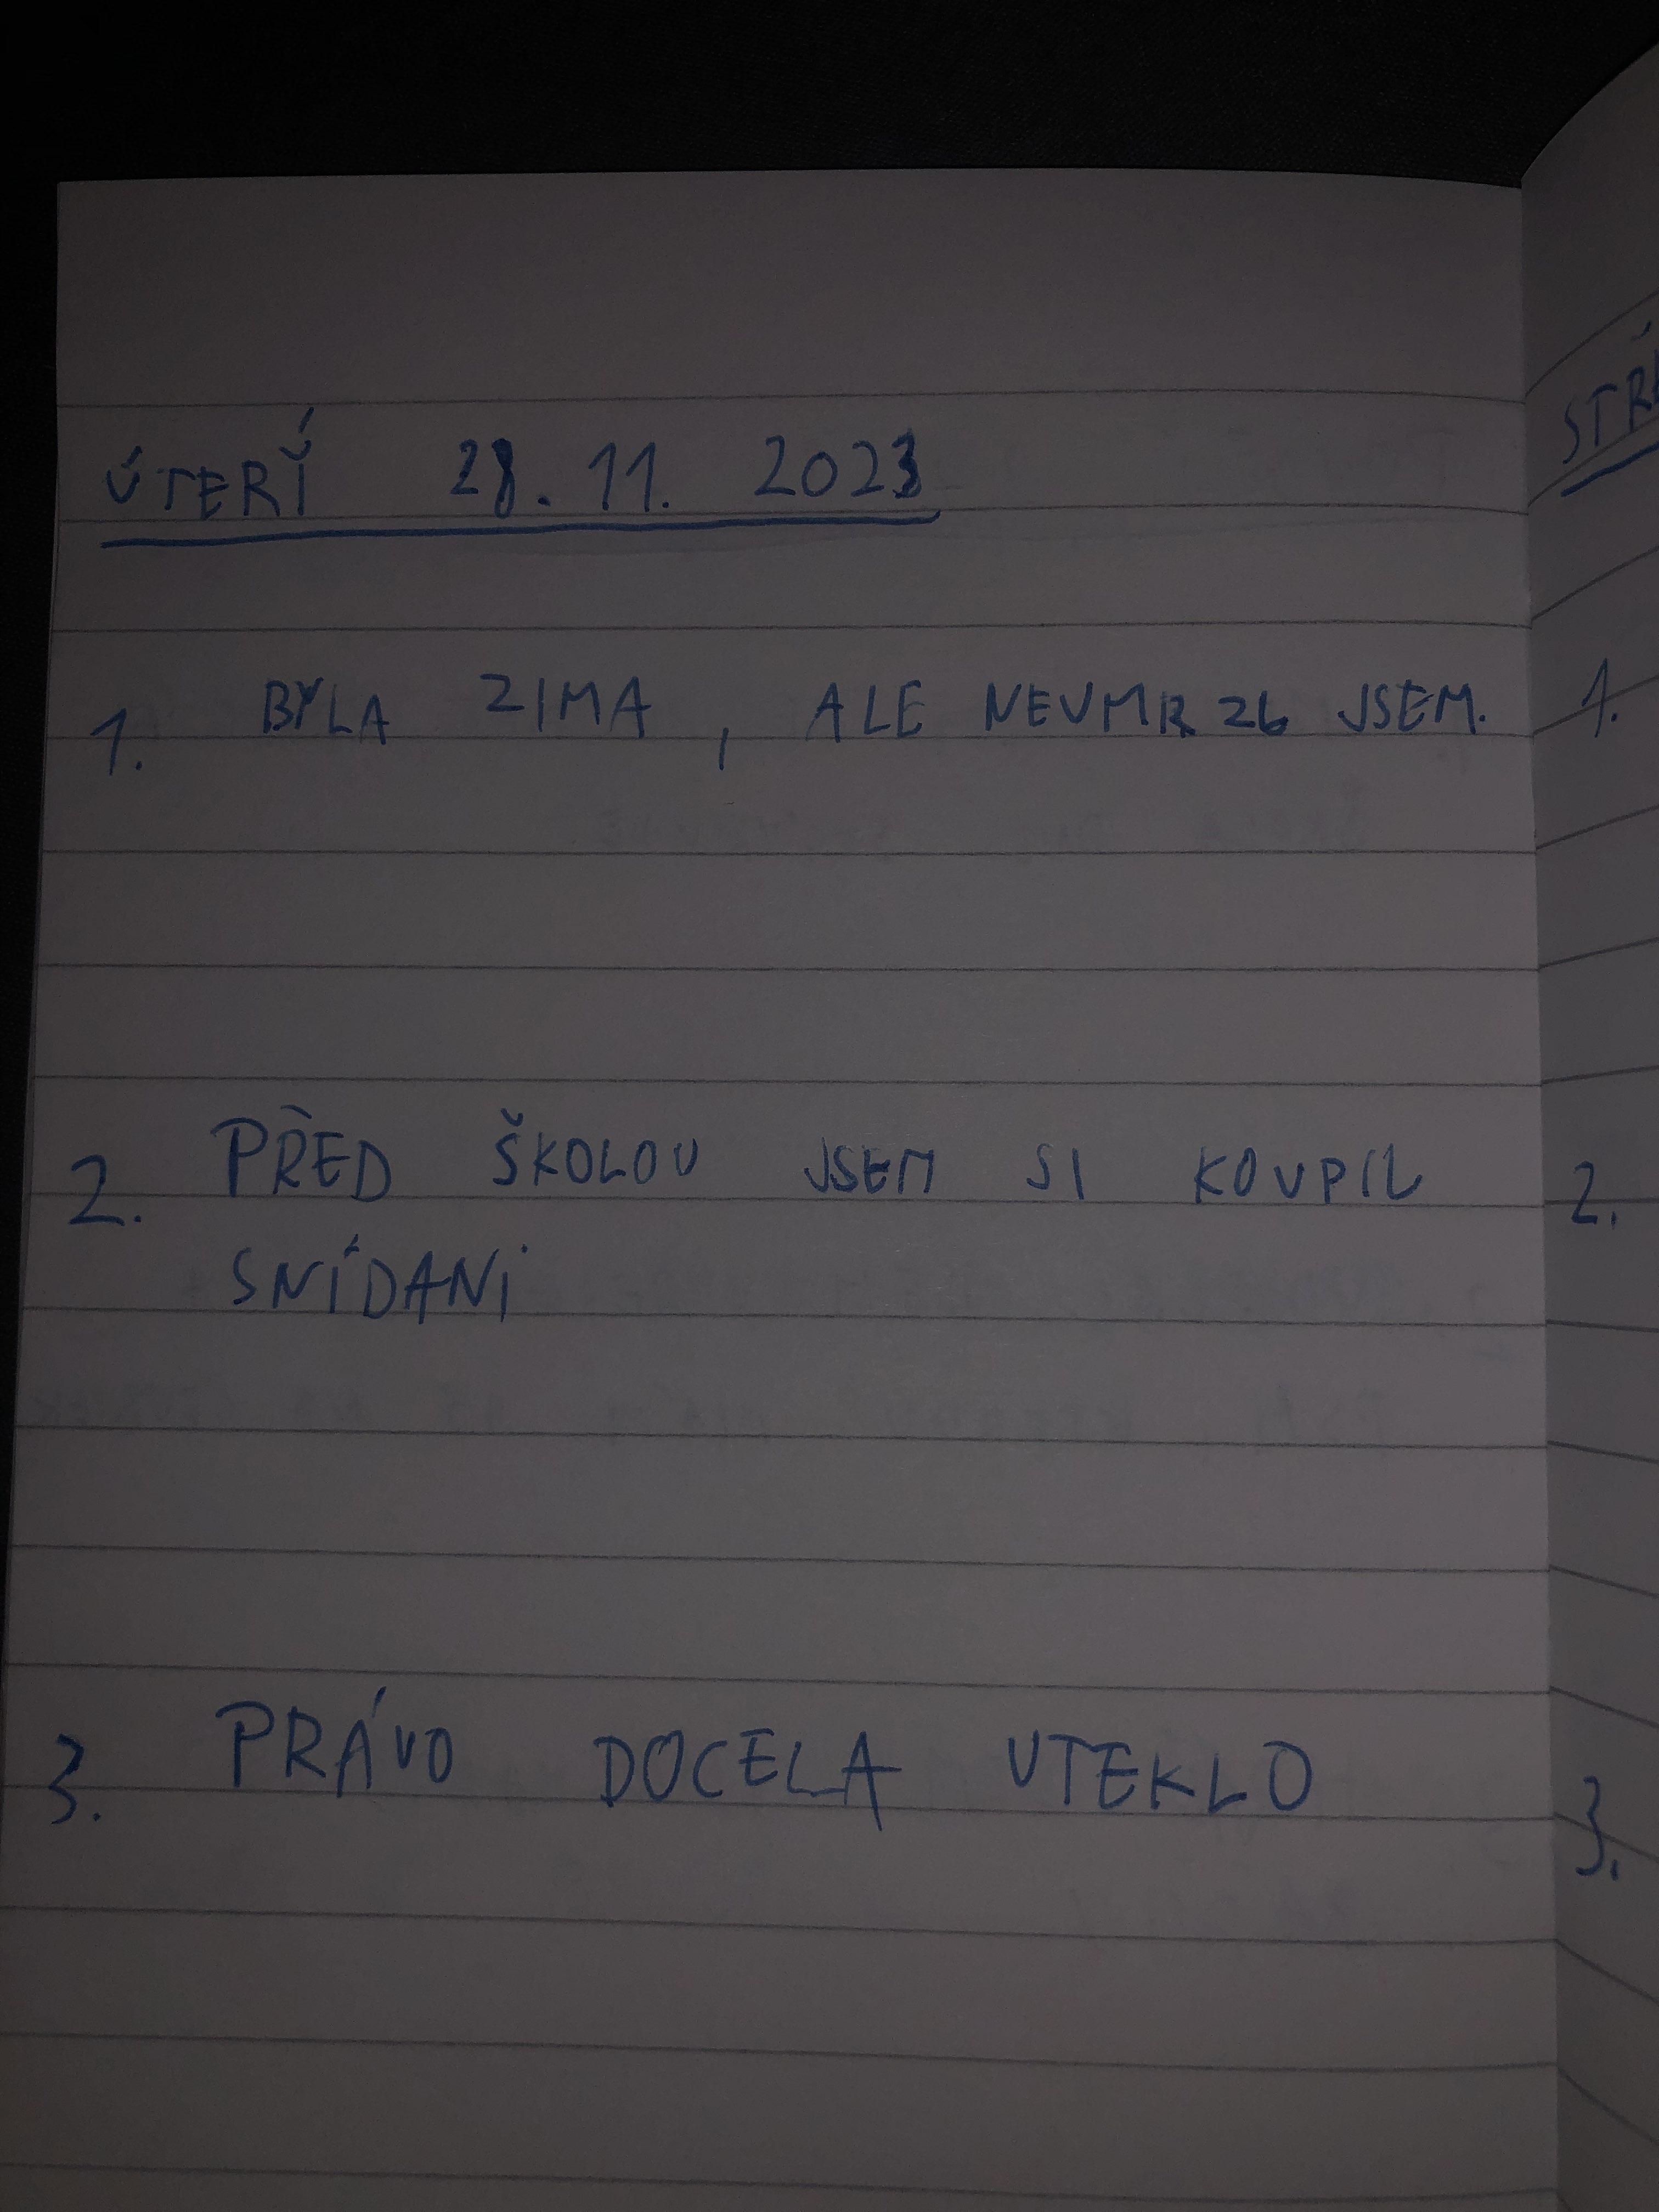 ÚTERÝ 28. 11. 2023
1. BYLA ZIMA, ALE NEUMRZL JSEM.
2. PŘED ŠKOLOU JSEM SI KOUPIL
SNÍDANI
3. PRÁVO DOCELA UTEKLO
1.
2.
3.